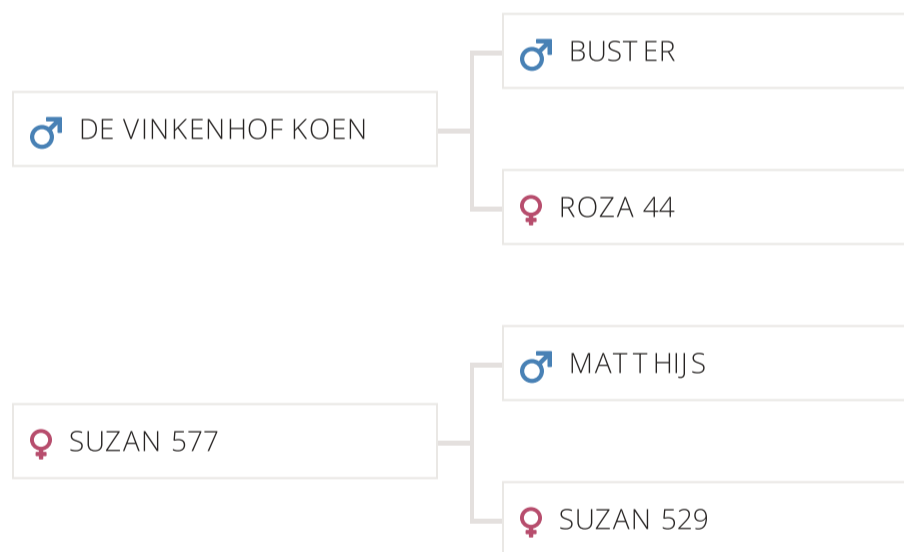 BUSTER
DE VINKENHOF KOEN
ROZA 44
MATTHIJS
SUZAN 577
SUZAN 529